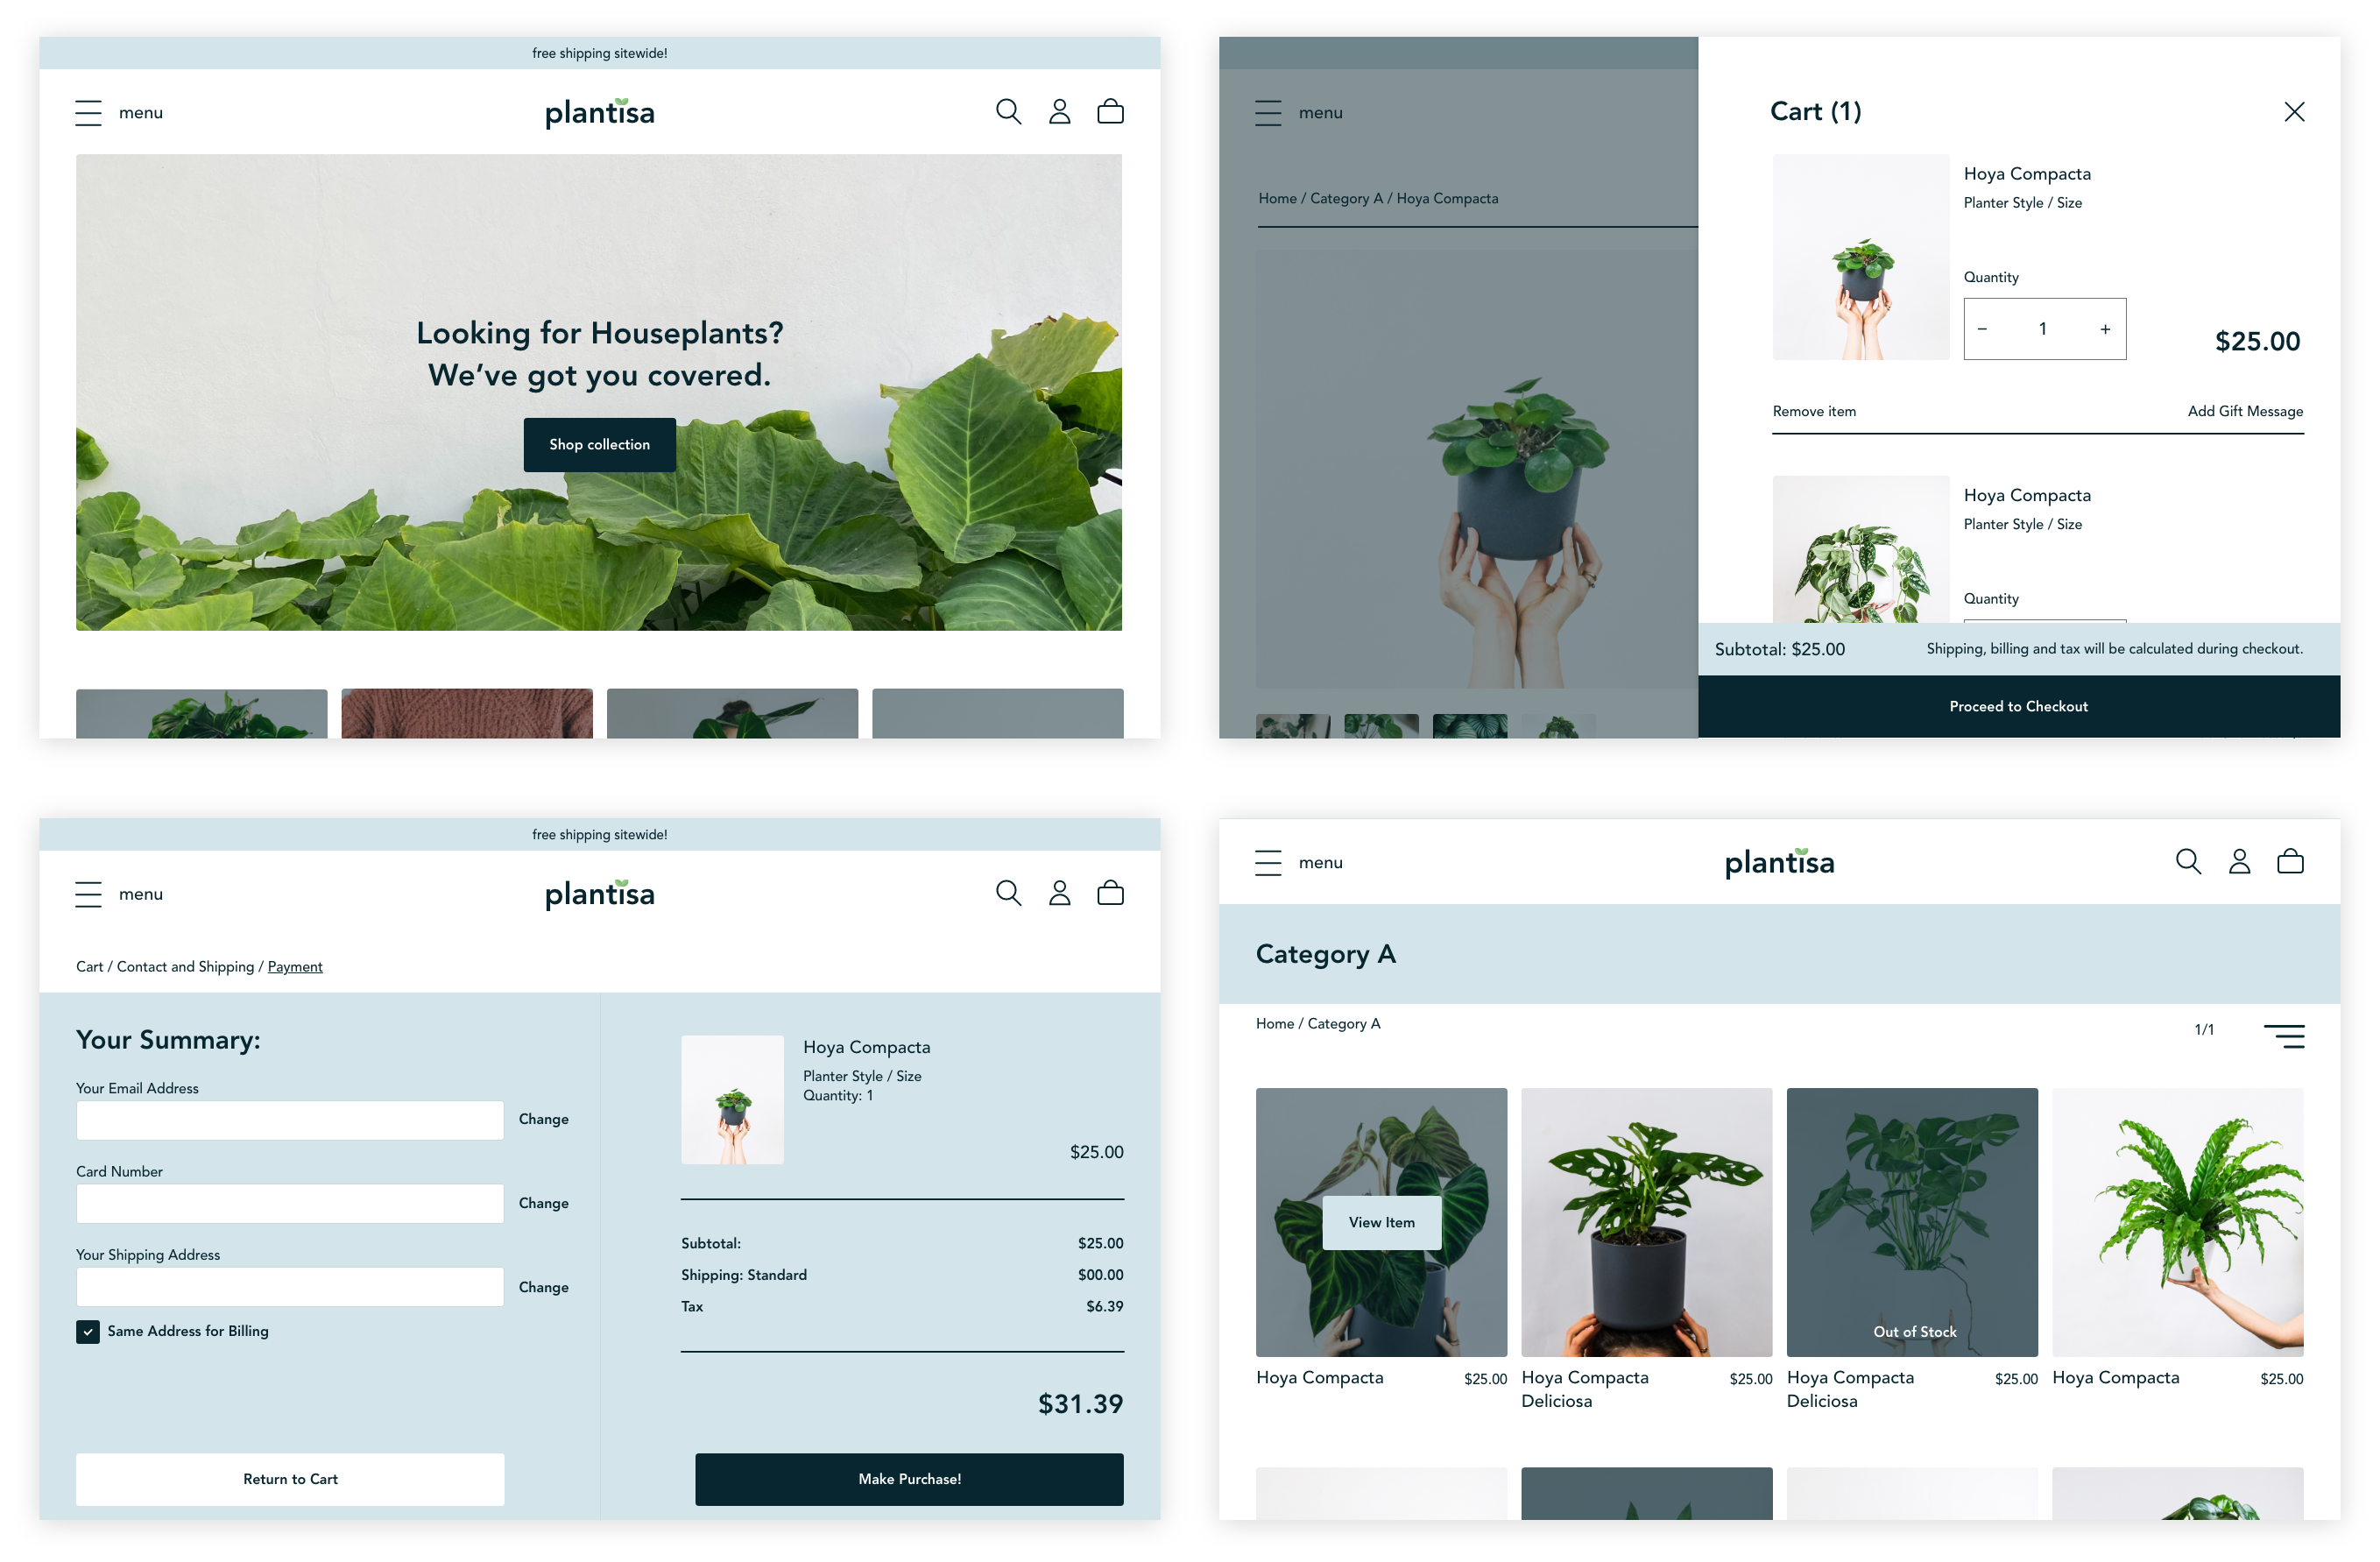 free shipping sitewide!
menu
plantisa
Looking for Houseplants?
We've got you covered.
Shop collection
menu
Home / Category A / Hoya Compacta
Cart (1)
Hoya Compacta
Planter Style / Size
Quantity
− 1 +
$25.00
Remove item
Add Gift Message
Hoya Compacta
Planter Style / Size
Quantity
Subtotal: $25.00
Shipping, billing and tax will be calculated during checkout.
Proceed to Checkout
free shipping sitewide!
menu
plantisa
Cart / Contact and Shipping / Payment
Your Summary:
Your Email Address
Change
Card Number
Change
Your Shipping Address
Change
Same Address for Billing
Return to Cart
Hoya Compacta
Planter Style / Size
Quantity: 1
$25.00
Subtotal: $25.00
Shipping: Standard $00.00
Tax $6.39
$31.39
Make Purchase!
menu
plantisa
Category A
Home / Category A
1/1
View Item
Out of Stock
Hoya Compacta $25.00
Hoya Compacta Deliciosa $25.00
Hoya Compacta Deliciosa $25.00
Hoya Compacta $25.00